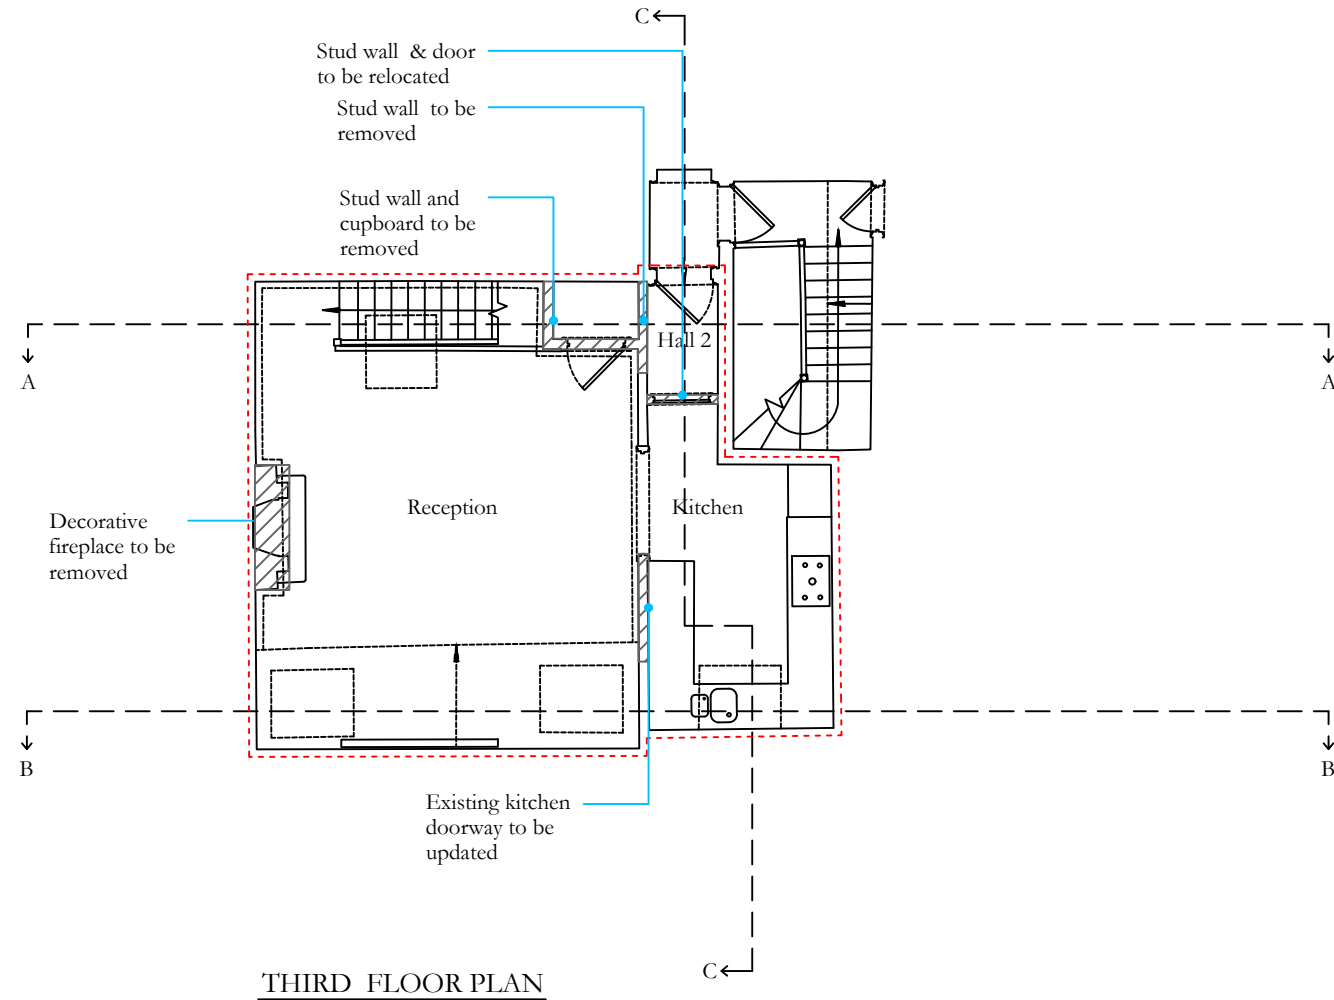 C
Stud wall & door
to be relocated
Stud wall to be
removed
Stud wall and
cupboard to be
removed
Hall 2
A
A
Reception
Kitchen
Decorative
fireplace to be
removed
B
B
Existing kitchen
doorway to be
updated
C
THIRD FLOOR PLAN